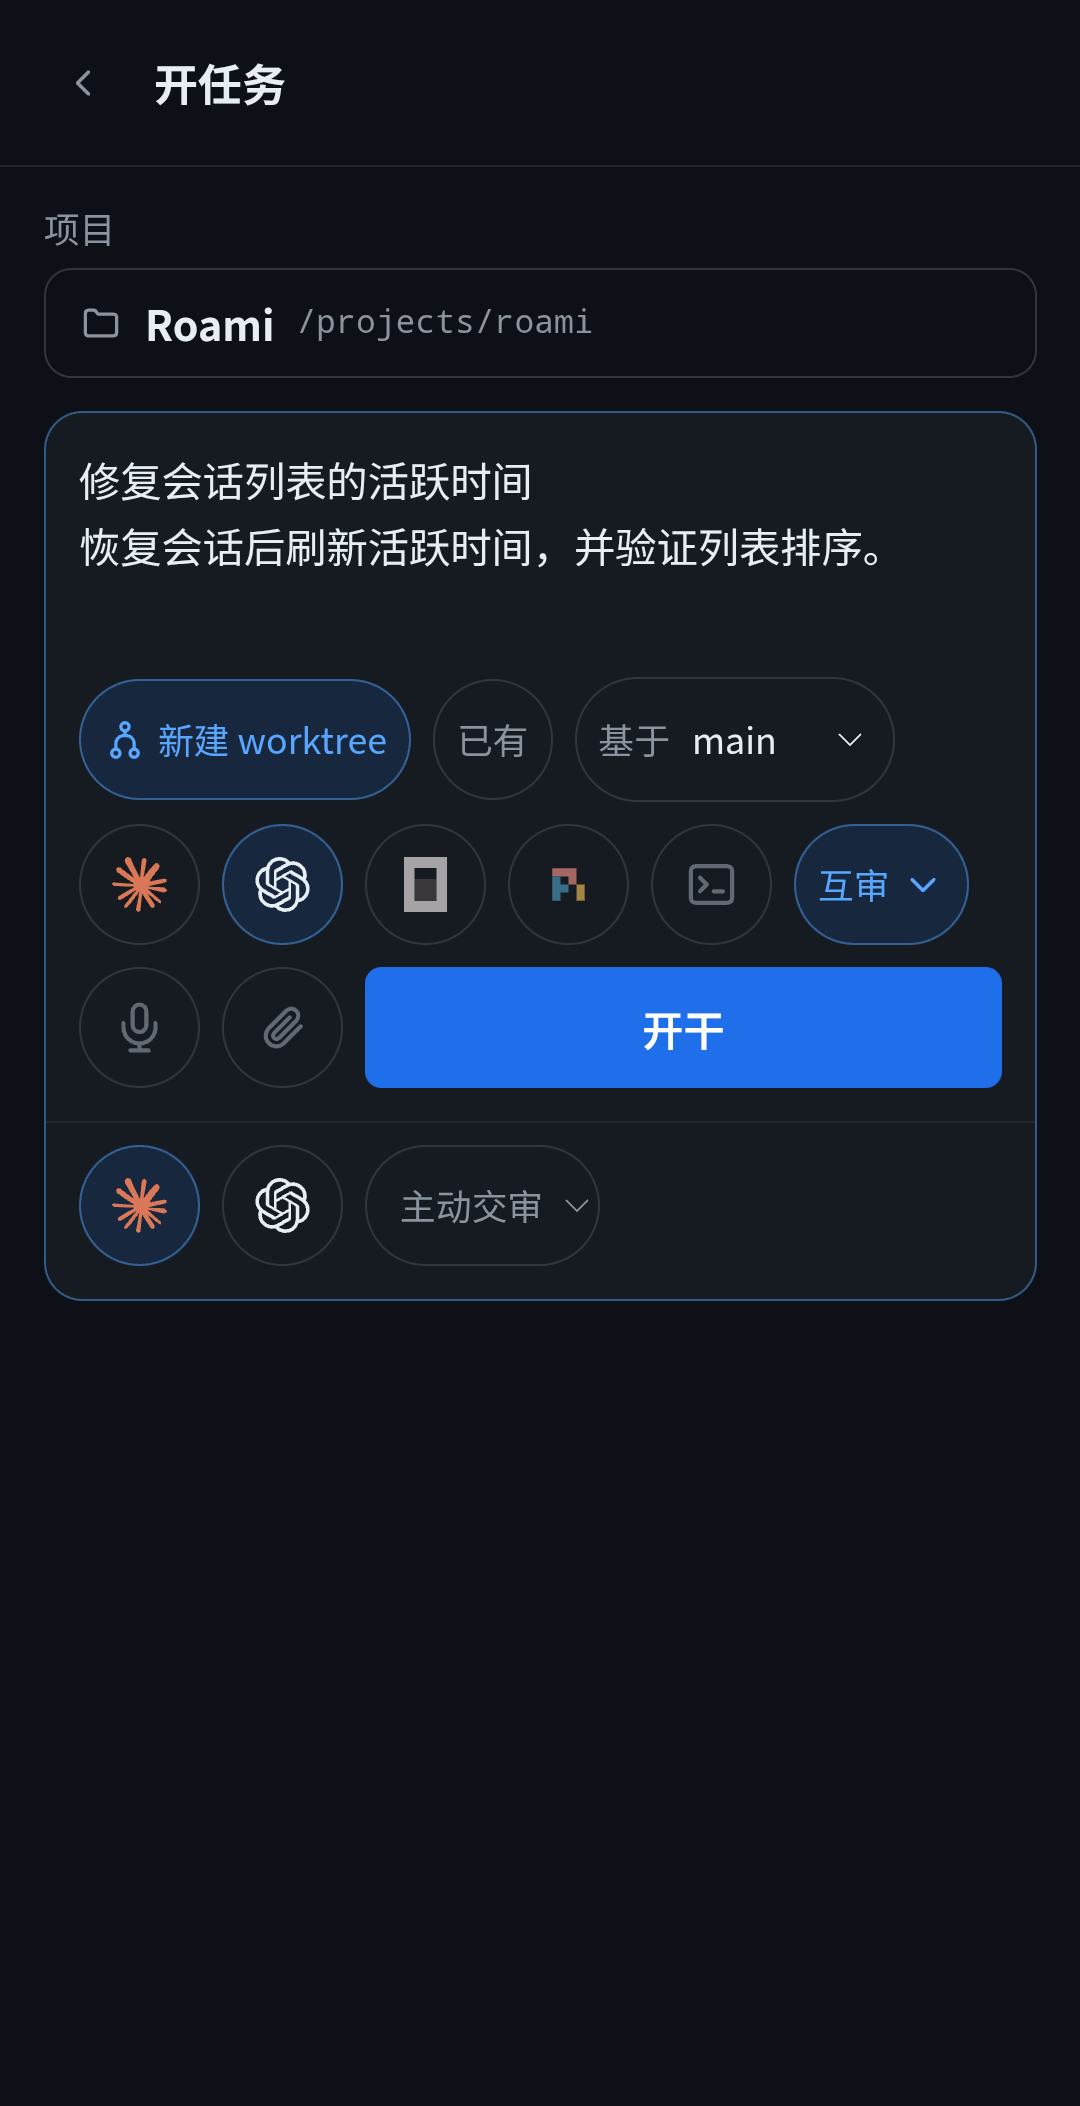 开任务
项目
Roami /projects/roami
修复会话列表的活跃时间
恢复会话后刷新活跃时间，并验证列表排序。
新建 worktree 已有 基于 main
互审
开干
主动交审